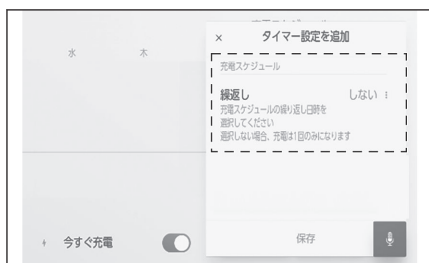 × タイマー設定を追加
水 木
充電スケジュール
繰返し しない
充電スケジュールの繰り返し日時を
選択してください
選択しない場合、充電は1回のみになります
今すぐ充電
保存